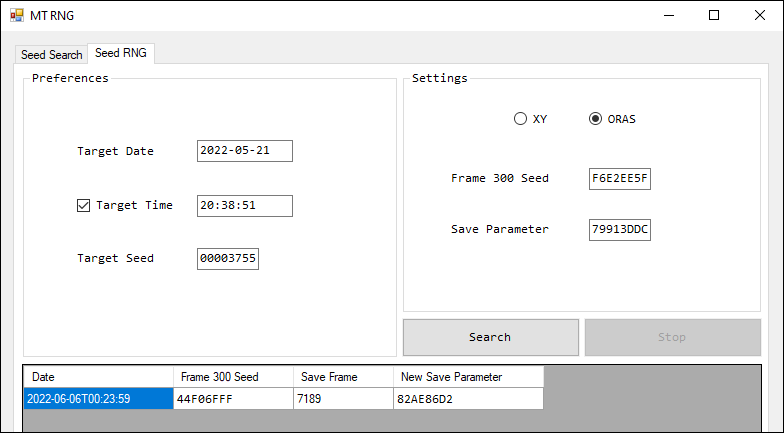 MT RNG
Seed Search Seed RNG
Preferences
Target Date 2022-05-21
Target Time 20:38:51
Target Seed 00003755
Settings
XY ORAS
Frame 300 Seed F6E2EE5F
Save Parameter 79913DDC
Search Stop
Date Frame 300 Seed Save Frame New Save Parameter
2022-06-06T00:23:59 44F06FFF 7189 82AE86D2